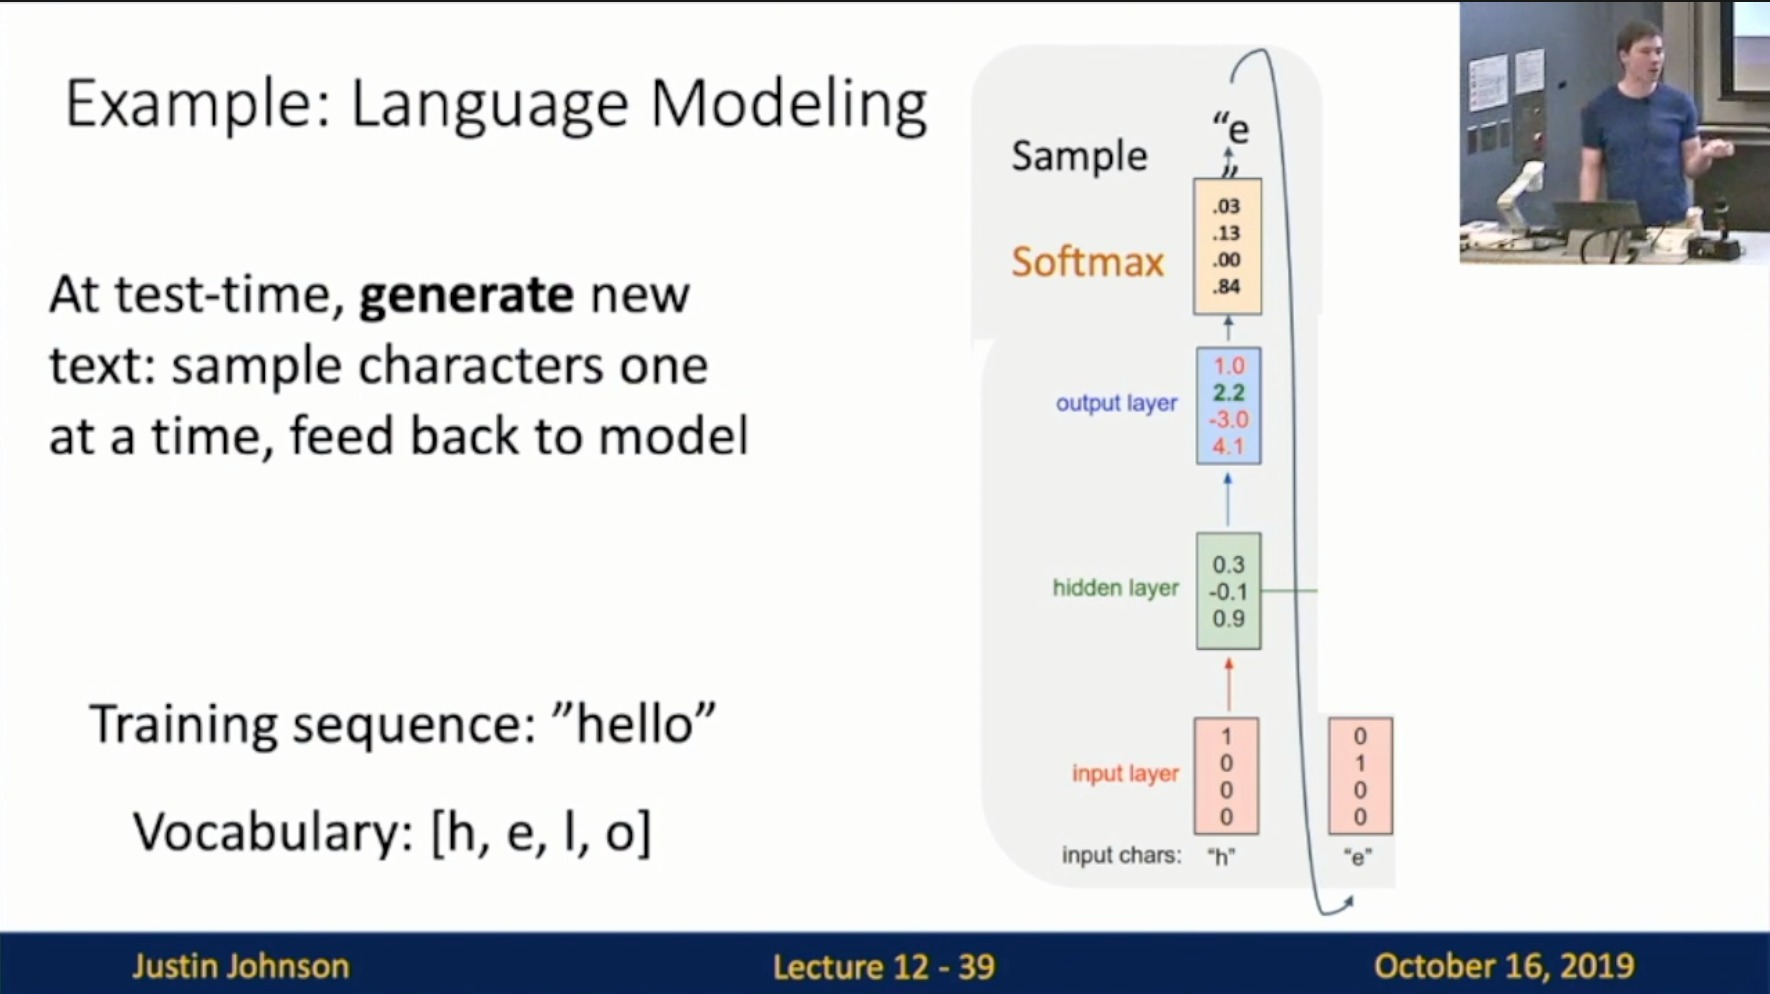 Example: Language Modeling
At test-time, generate new
text: sample characters one
at a time, feed back to model
Training sequence: ”hello”
Vocabulary: [h, e, l, o]
Sample
“e
”
Softmax
.03
.13
.00
.84
output layer
1.0
2.2
-3.0
4.1
hidden layer
0.3
-0.1
0.9
input layer
1
0
0
0
0
1
0
0
input chars: “h” “e”
Justin Johnson
Lecture 12 - 39
October 16, 2019